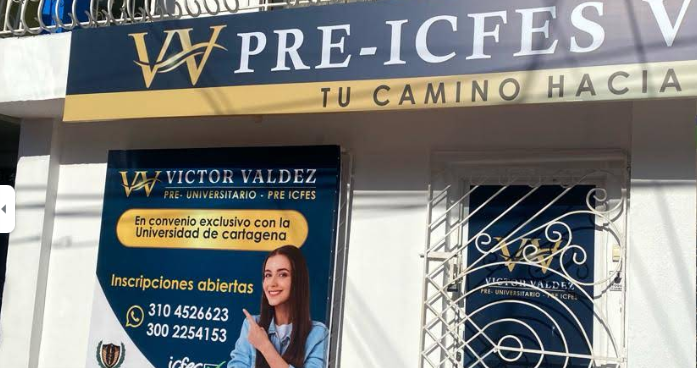 VV PRE-ICFES V
TU CAMINO HACIA
VV VICTOR VALDEZ
PRE- UNIVERSITARIO - PRE ICFES
En convenio exclusivo con la
Universidad de cartagena
Inscripciones abiertas
310 4526623
300 2254153
icfes
VV
VICTOR VALDEZ
PRE- UNIVERSITARIO - PRE ICFES